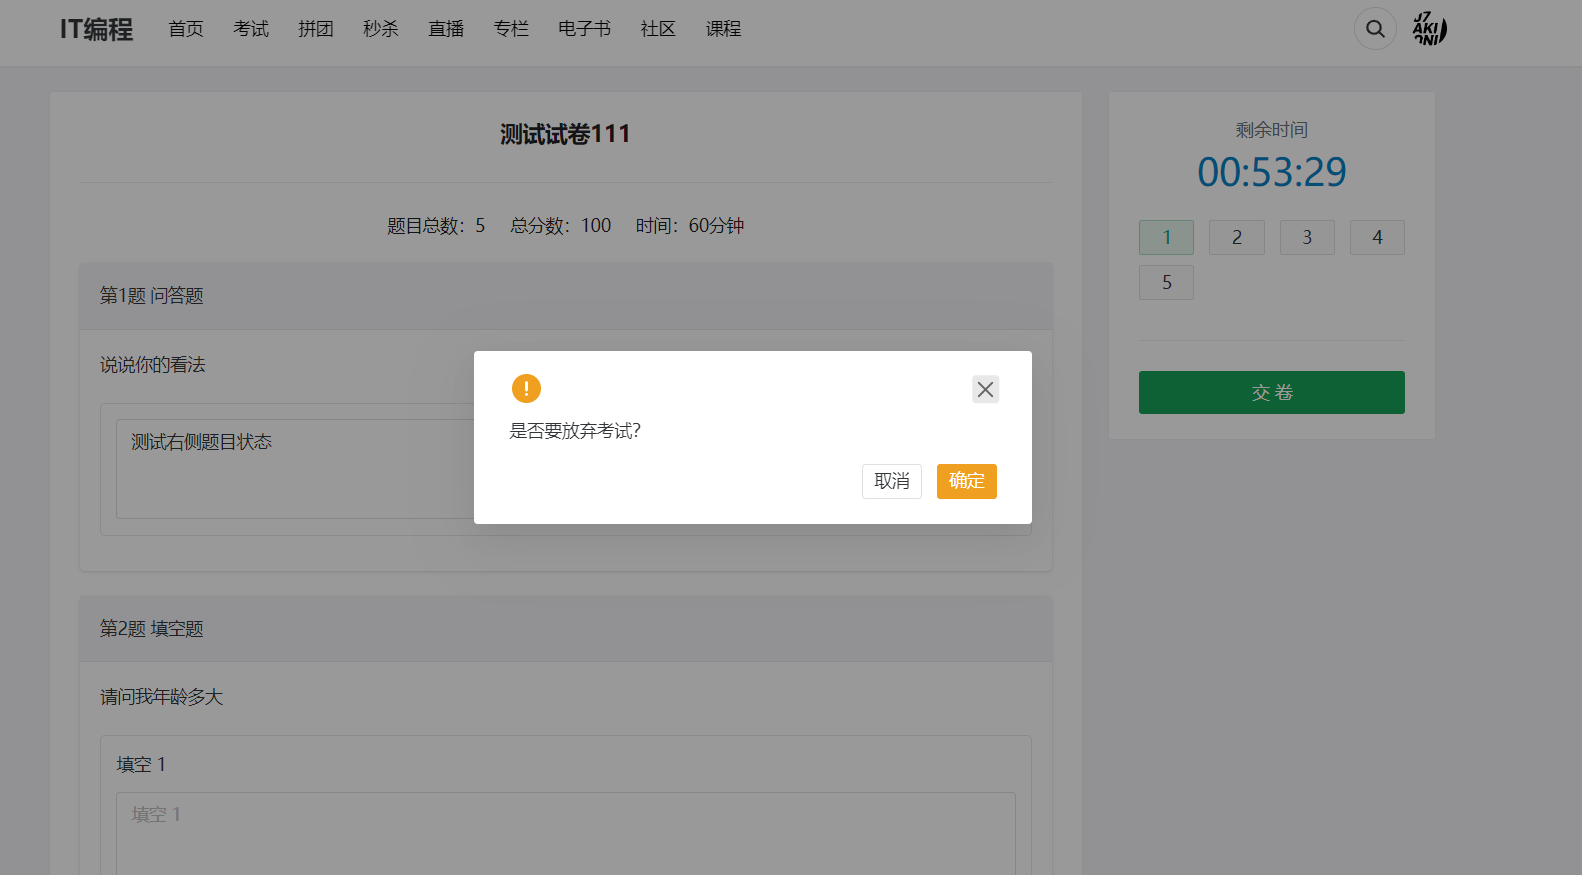 IT编程 首页 考试 拼团 秒杀 直播 专栏 电子书 社区 课程
J7
AKI
ONI
测试试卷111
题目总数：5 总分数：100 时间：60分钟
第1题 问答题
说说你的看法
测试右侧题目状态
是否要放弃考试?
取消 确定
第2题 填空题
请问我年龄多大
填空 1
填空 1
剩余时间
00:53:29
1 2 3 4
5
交 卷